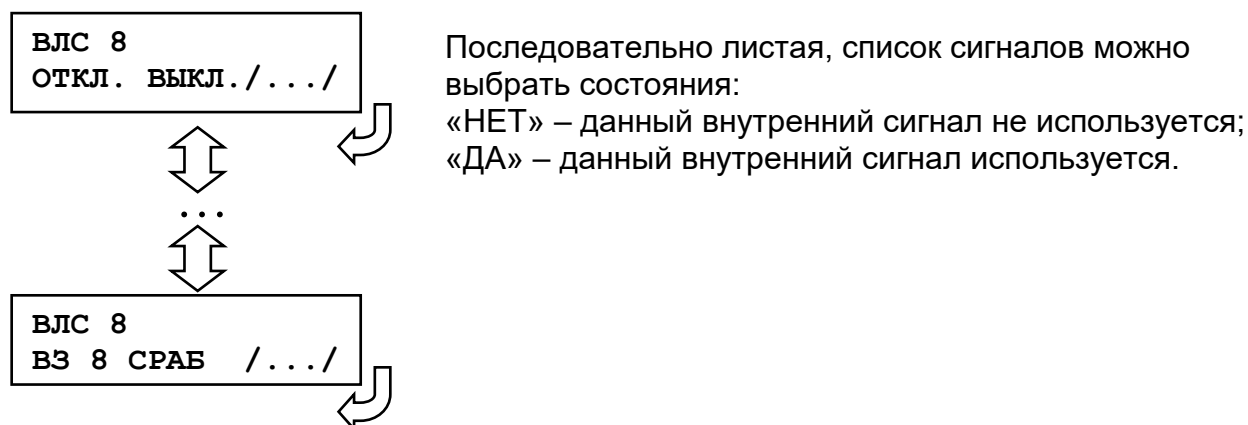 ВЛС 8
ОТКЛ. ВЫКЛ./.../
Последовательно листая, список сигналов можно
выбрать состояния:
«НЕТ» – данный внутренний сигнал не используется;
«ДА» – данный внутренний сигнал используется.
...
ВЛС 8
ВЗ 8 СРАБ /.../